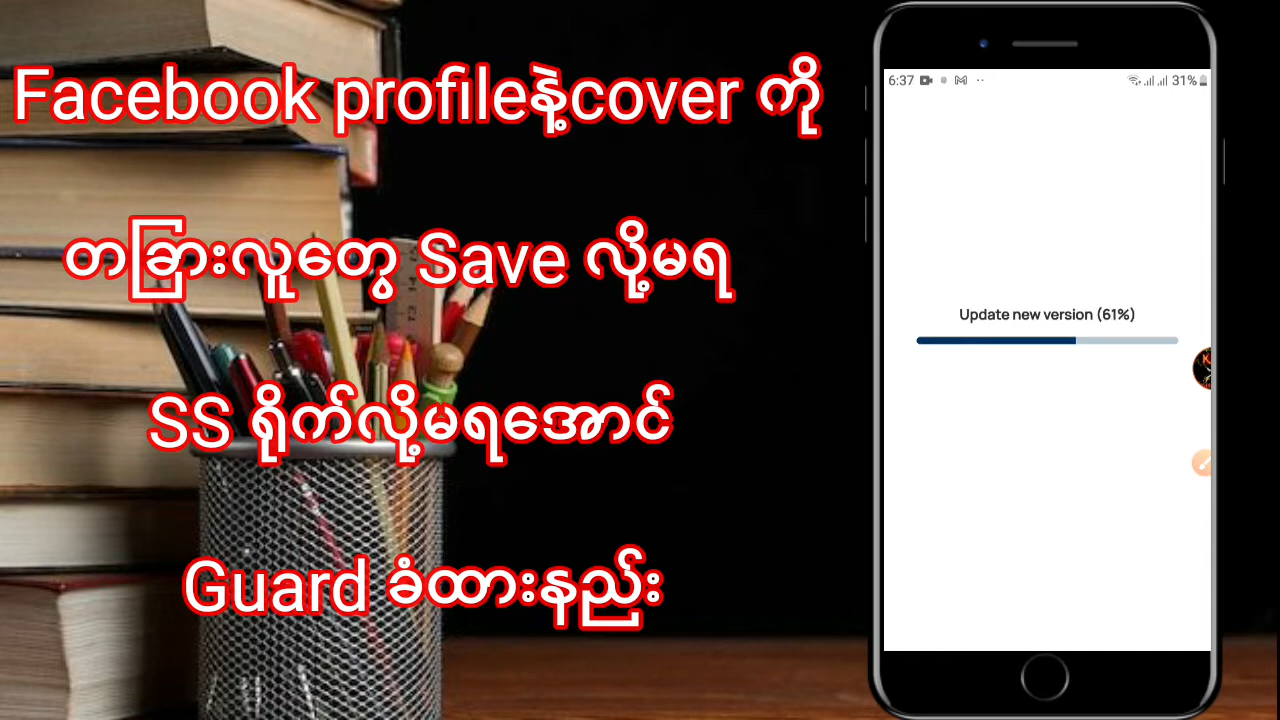 Facebook profileနဲ့cover ကို
တခြားလူတွေ Save လို့မရ
SS ရိုက်လို့မရအောင်
Guard ခံထားနည်း
6:37
31%
Update new version (61%)